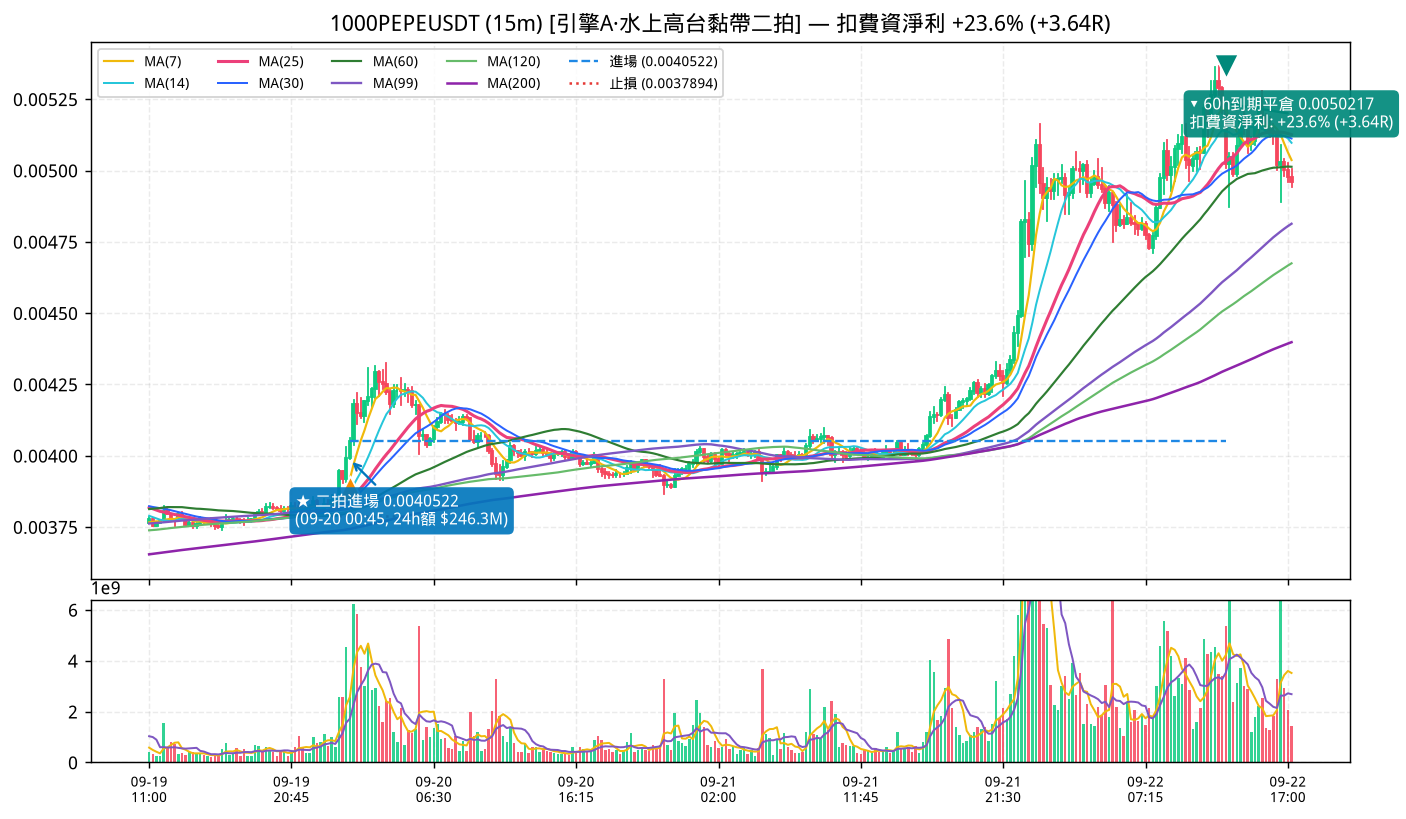 1000PEPEUSDT (15m) [引擎A·水上高台黏帶二拍] — 扣費資淨利 +23.6% (+3.64R)
MA(7) MA(25) MA(60) MA(120) 進場 (0.0040522)
MA(14) MA(30) MA(99) MA(200) 止損 (0.0037894)
▼ 60h到期平倉 0.0050217
扣費資淨利: +23.6% (+3.64R)
0.00525
0.00500
0.00475
0.00450
0.00425
0.00400
0.00375
★ 二拍進場 0.0040522
(09-20 00:45, 24h額 $246.3M)
1e9
6
4
2
0
09-19 09-19 09-20 09-20 09-21 09-21 09-21 09-22 09-22
11:00 20:45 06:30 16:15 02:00 11:45 21:30 07:15 17:00